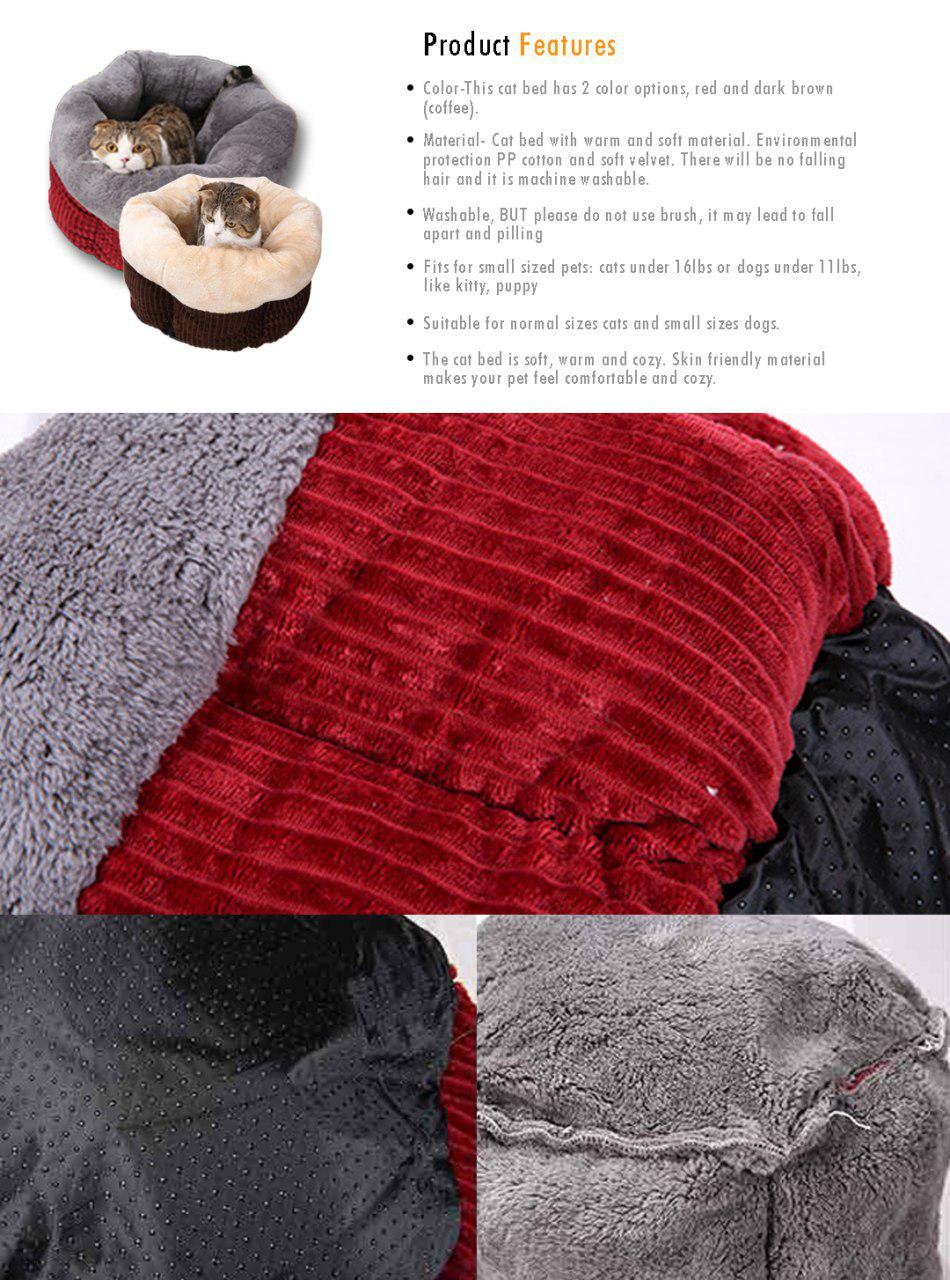 Product Features
Color-This cat bed has 2 color options, red and dark brown
(coffee).
Material- Cat bed with warm and soft material. Environmental
protection PP cotton and soft velvet. There will be no falling
hair and it is machine washable.
Washable, BUT please do not use brush, it may lead to fall
apart and pilling
Fits for small sized pets: cats under 16lbs or dogs under 11lbs,
like kitty, puppy
Suitable for normal sizes cats and small sizes dogs.
The cat bed is soft, warm and cozy. Skin friendly material
makes your pet feel comfortable and cozy.